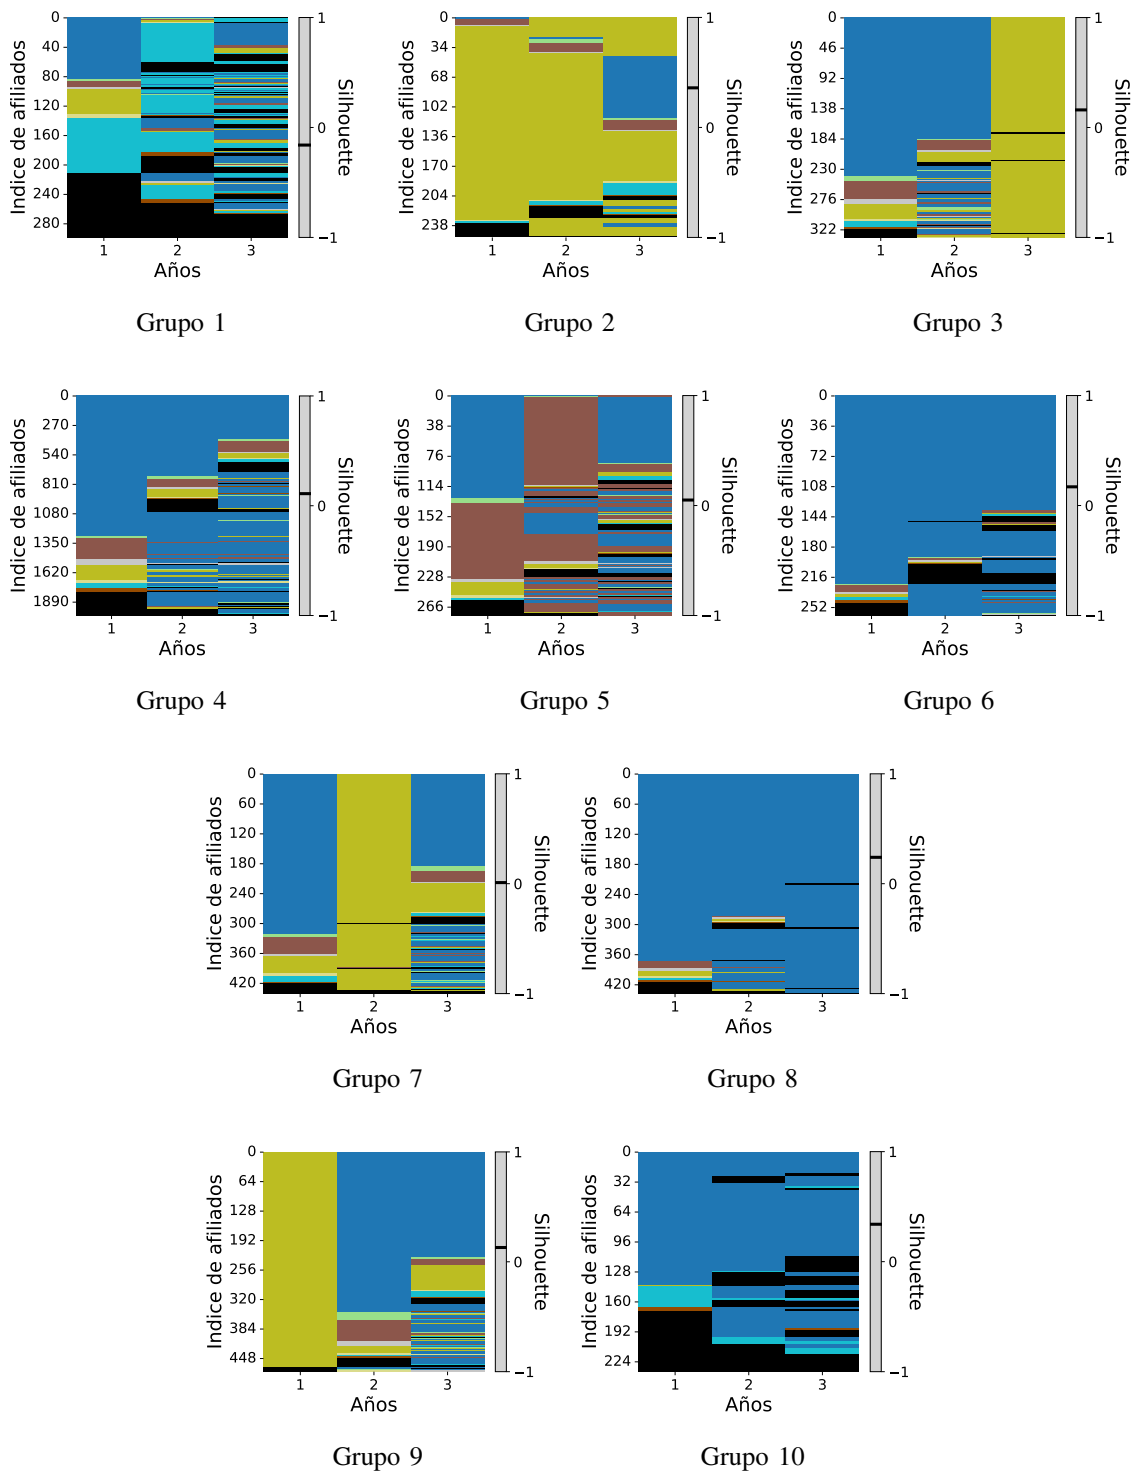 0
40
80
120
160
200
240
280
Indice de afiliados
1 2 3
Años
1
0
−1
Silhouette
Grupo 1
0
34
68
102
136
170
204
238
Indice de afiliados
1 2 3
Años
1
0
−1
Silhouette
Grupo 2
0
46
92
138
184
230
276
322
Indice de afiliados
1 2 3
Años
1
0
−1
Silhouette
Grupo 3
0
270
540
810
1080
1350
1620
1890
Indice de afiliados
1 2 3
Años
1
0
−1
Silhouette
Grupo 4
0
38
76
114
152
190
228
266
Indice de afiliados
1 2 3
Años
1
0
−1
Silhouette
Grupo 5
0
36
72
108
144
180
216
252
Indice de afiliados
1 2 3
Años
1
0
−1
Silhouette
Grupo 6
0
60
120
180
240
300
360
420
Indice de afiliados
1 2 3
Años
1
0
−1
Silhouette
Grupo 7
0
60
120
180
240
300
360
420
Indice de afiliados
1 2 3
Años
1
0
−1
Silhouette
Grupo 8
0
64
128
192
256
320
384
448
Indice de afiliados
1 2 3
Años
1
0
−1
Silhouette
Grupo 9
0
32
64
96
128
160
192
224
Indice de afiliados
1 2 3
Años
1
0
−1
Silhouette
Grupo 10